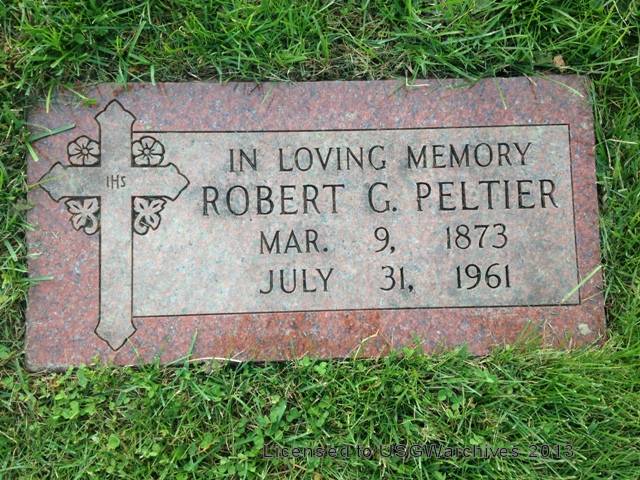 IHS
IN LOVING MEMORY
ROBERT G. PELTIER
MAR. 9, 1873
JULY 31, 1961
Licensed to USGWarchives 2013